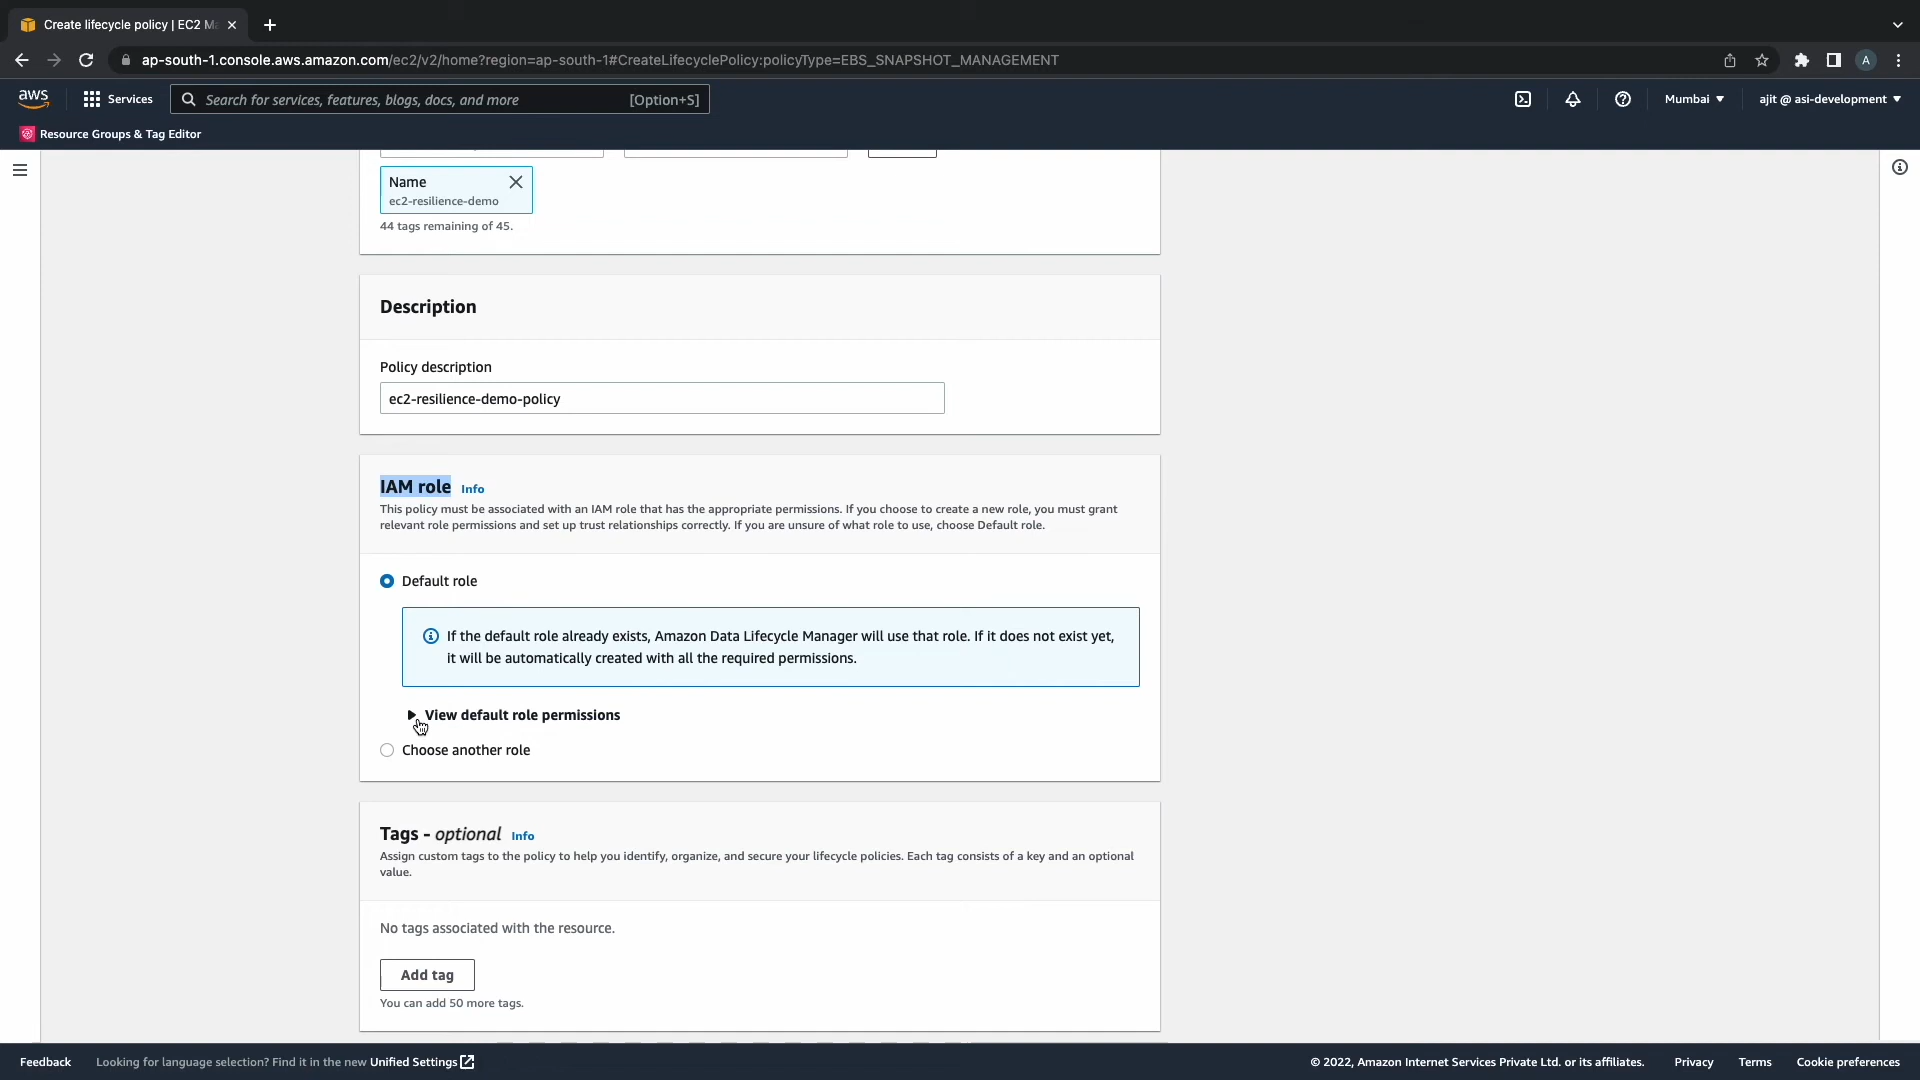 Create lifecycle policy | EC2 Ma
ap-south-1.console.aws.amazon.com/ec2/v2/home?region=ap-south-1#CreateLifecyclePolicy:policyType=EBS_SNAPSHOT_MANAGEMENT
A
aws
Services
Search for services, features, blogs, docs, and more
[Option+S]
Mumbai
ajit @ asi-development
Resource Groups & Tag Editor
Name
ec2-resilience-demo
44 tags remaining of 45.
Description
Policy description
ec2-resilience-demo-policy
IAM role Info
This policy must be associated with an IAM role that has the appropriate permissions. If you choose to create a new role, you must grant
relevant role permissions and set up trust relationships correctly. If you are unsure of what role to use, choose Default role.
Default role
If the default role already exists, Amazon Data Lifecycle Manager will use that role. If it does not exist yet,
it will be automatically created with all the required permissions.
View default role permissions
Choose another role
Tags - optional Info
Assign custom tags to the policy to help you identify, organize, and secure your lifecycle policies. Each tag consists of a key and an optional
value.
No tags associated with the resource.
Add tag
You can add 50 more tags.
Feedback
Looking for language selection? Find it in the new Unified Settings
© 2022, Amazon Internet Services Private Ltd. or its affiliates.
Privacy
Terms
Cookie preferences